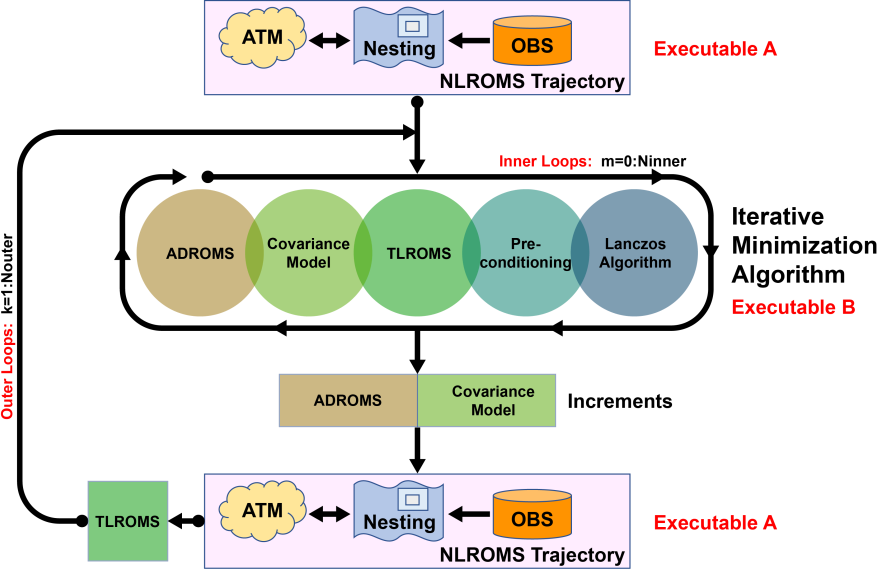 ATM
Nesting
OBS
NLROMS Trajectory
Executable A
Inner Loops: m=0:Ninner
ADROMS
Covariance
Model
TLROMS
Pre-
conditioning
Lanczos
Algorithm
Iterative
Minimization
Algorithm
Executable B
Outer Loops: k=1:Nouter
ADROMS
Covariance
Model
Increments
TLROMS
ATM
Nesting
OBS
NLROMS Trajectory
Executable A